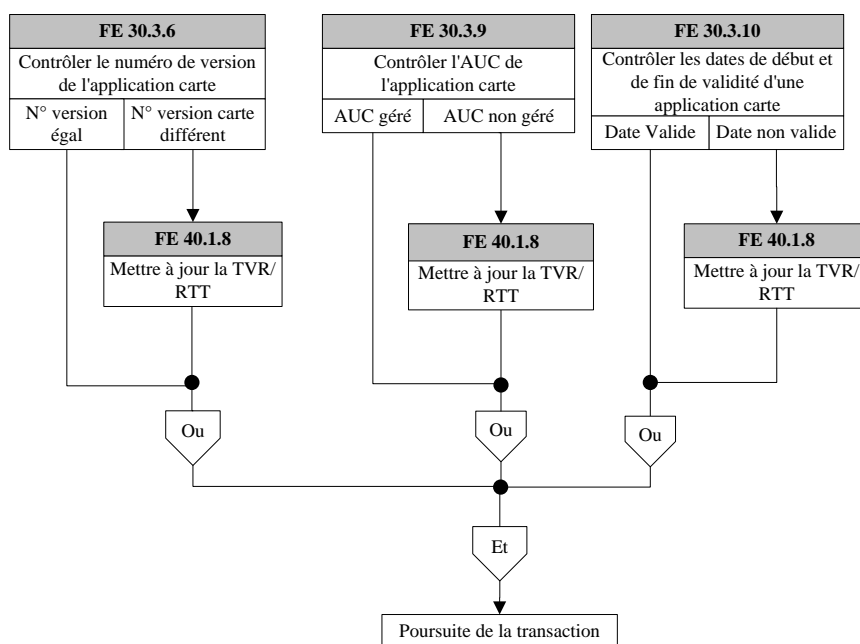 FE 30.3.6
Contrôler le numéro de version
de l'application carte
N° version
égal
N° version carte
différent
FE 30.3.9
Contrôler l'AUC de
l'application carte
AUC géré
AUC non géré
FE 30.3.10
Contrôler les dates de début et
de fin de validité d'une
application carte
Date Valide
Date non valide
FE 40.1.8
Mettre à jour la TVR/
RTT
FE 40.1.8
Mettre à jour la TVR/
RTT
FE 40.1.8
Mettre à jour la TVR/
RTT
Ou
Ou
Ou
Et
Poursuite de la transaction